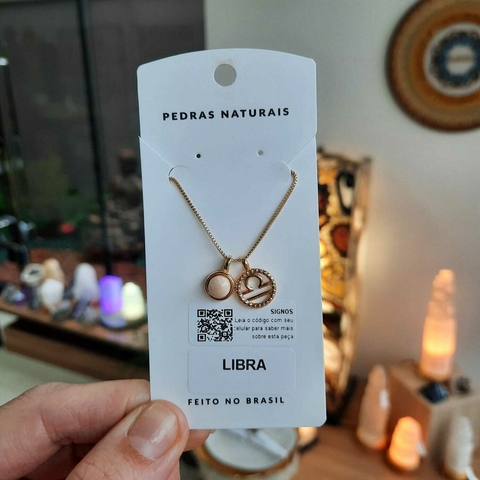 PEDRAS NATURAIS
SIGNOS
Leia o código com seu
celular para saber mais
sobre esta peça
LIBRA
FEITO NO BRASIL